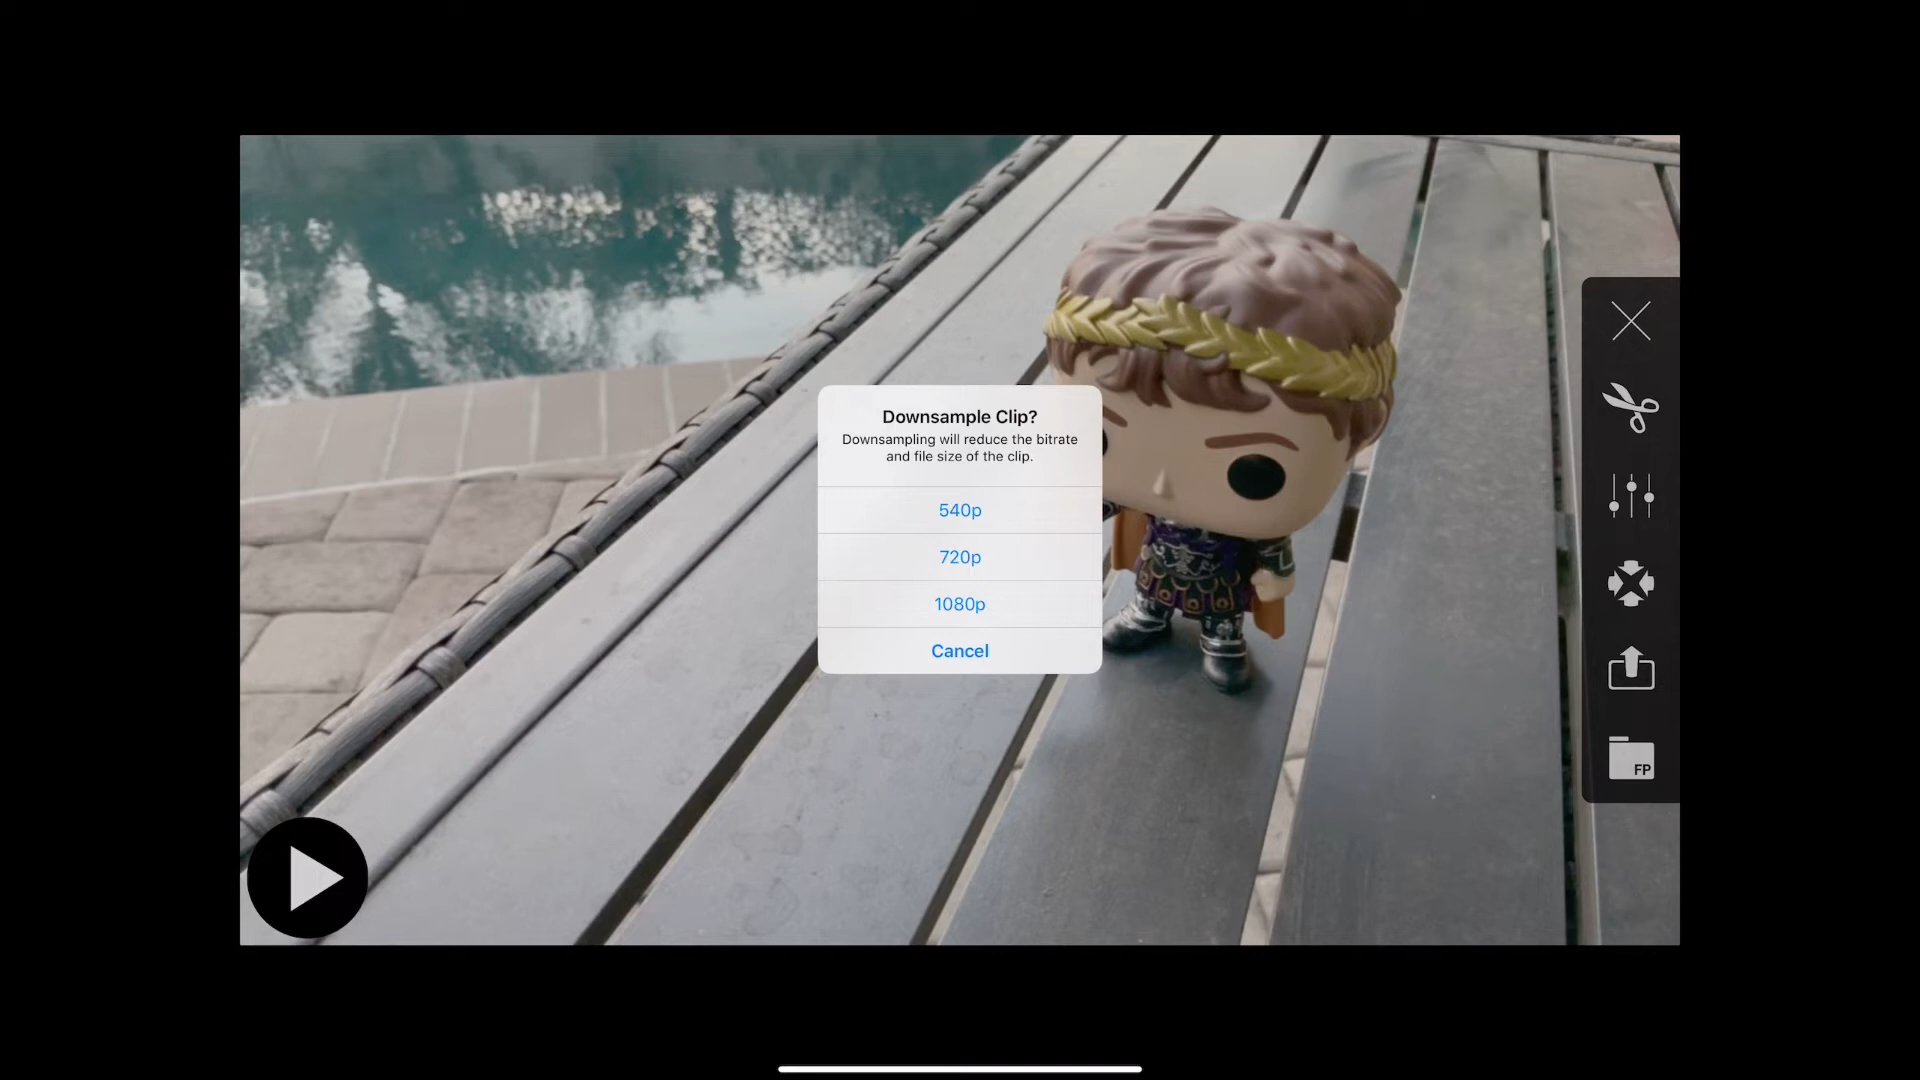 Downsample Clip?
Downsampling will reduce the bitrate
and file size of the clip.
540p
720p
1080p
Cancel
FP